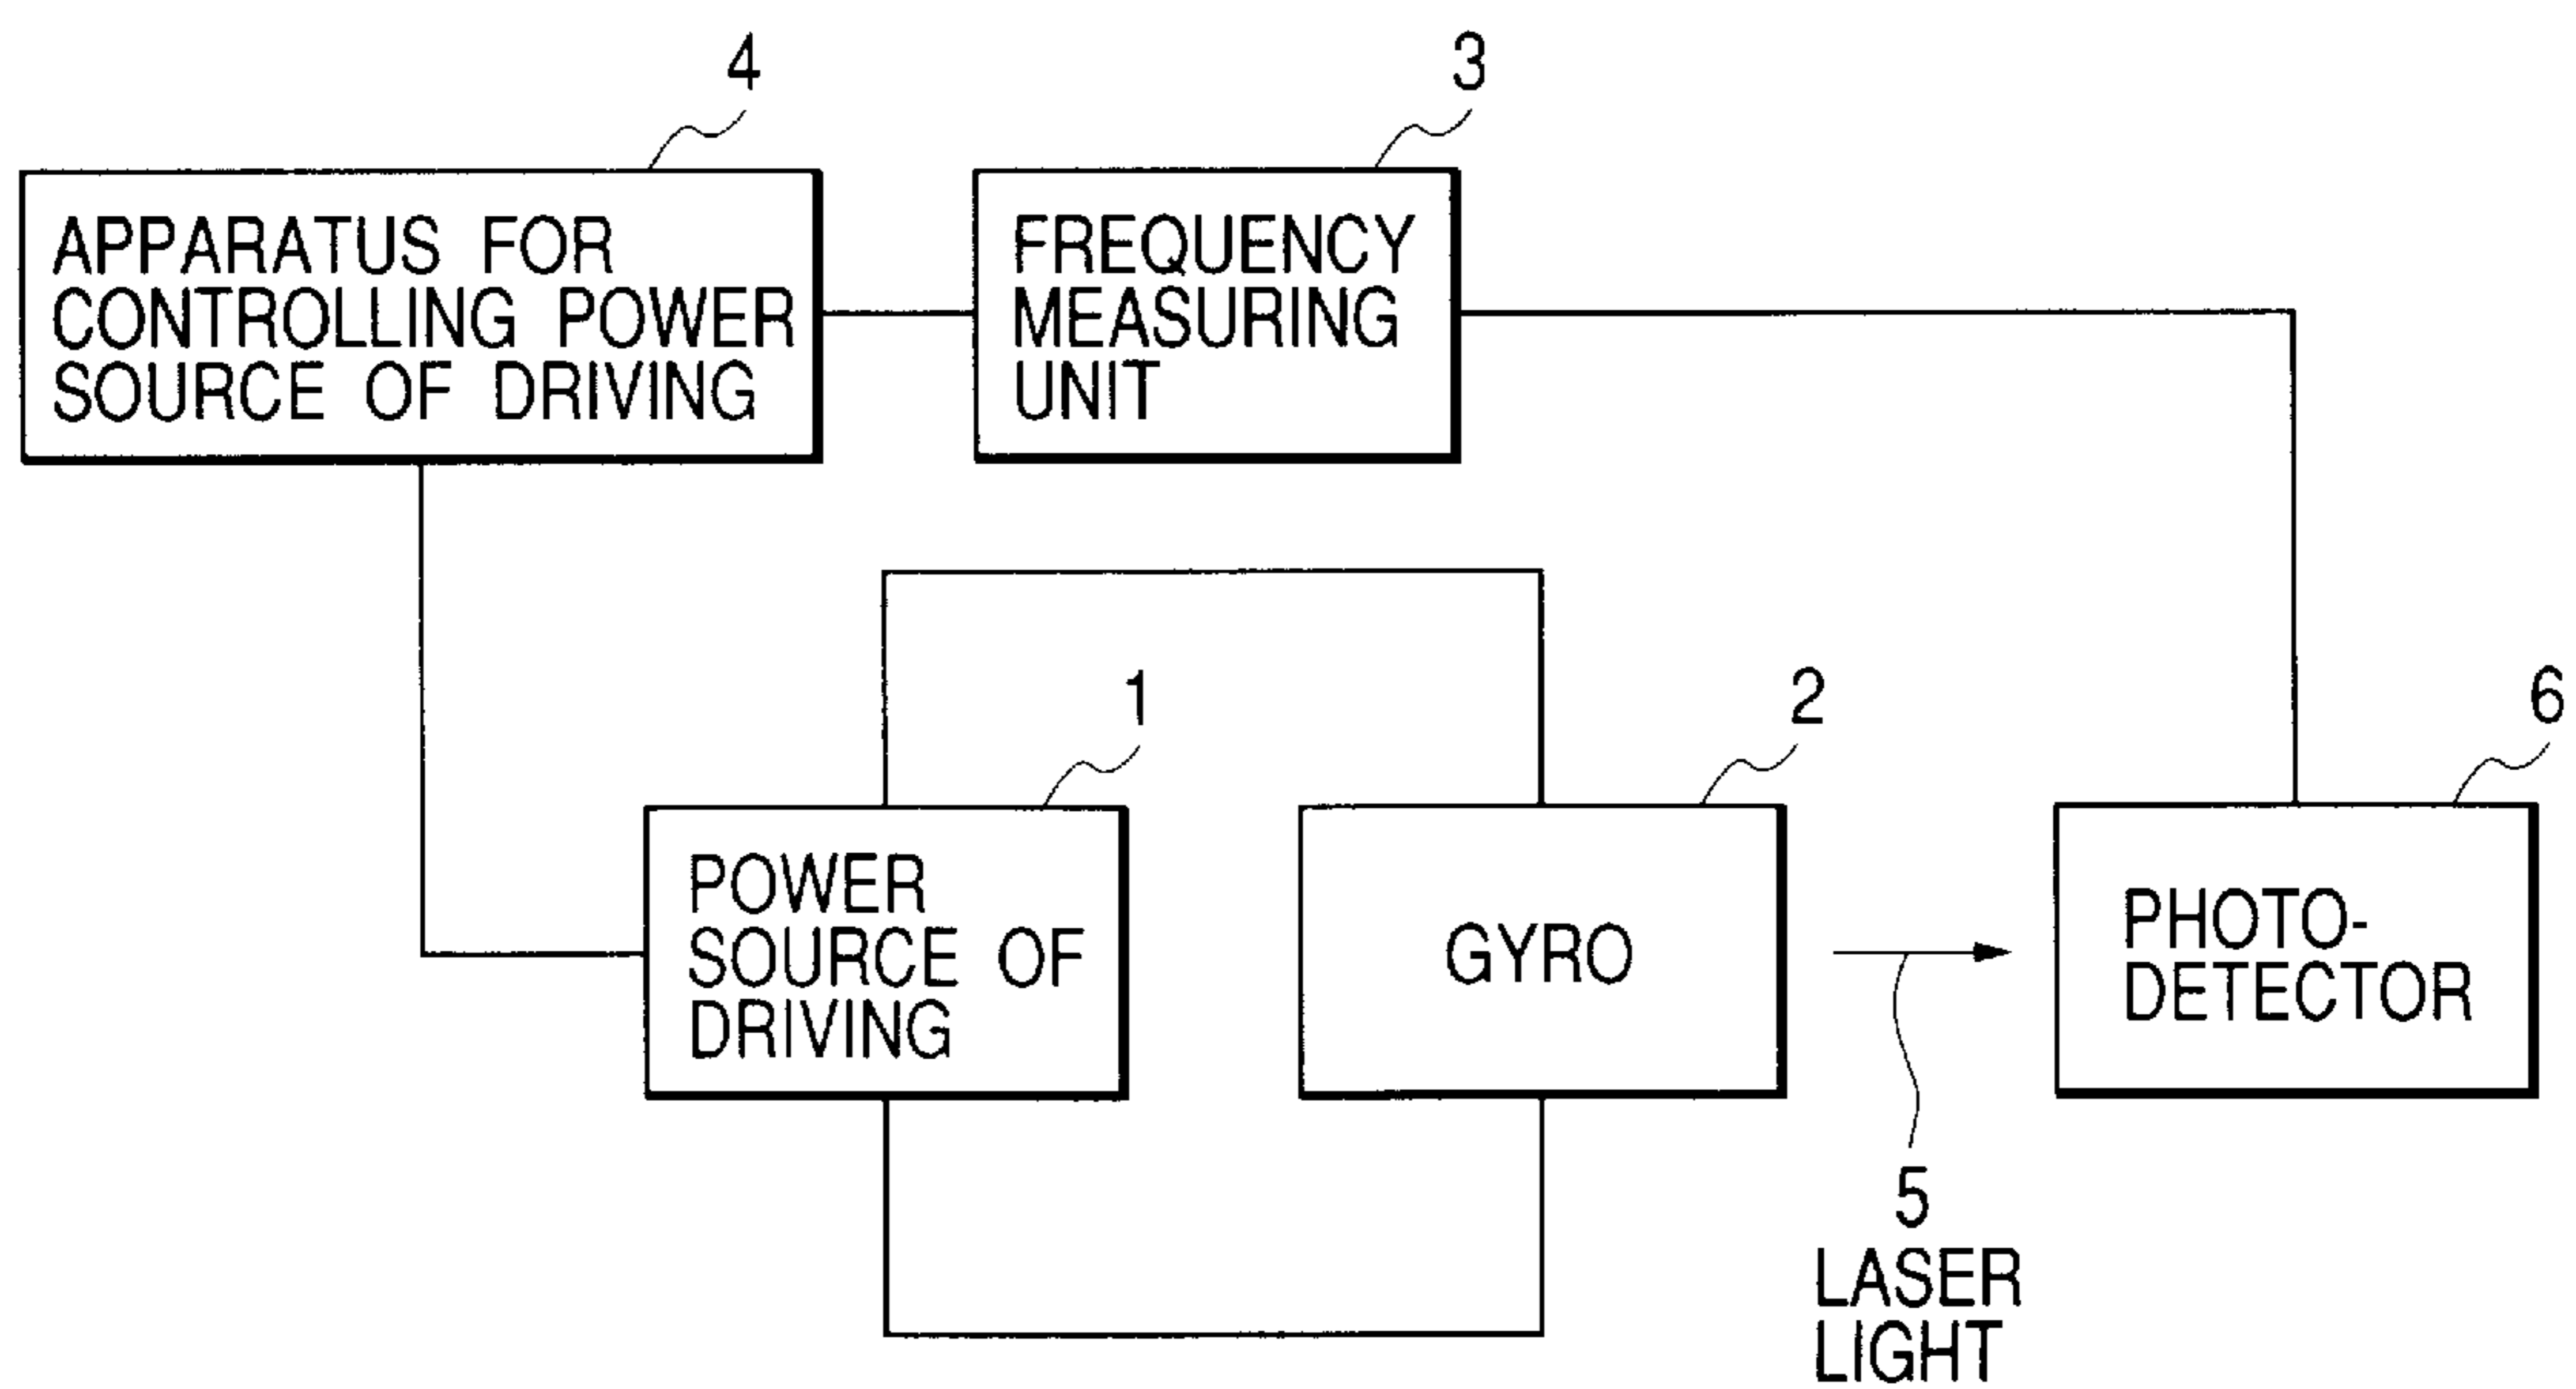 4
3
APPARATUS FOR
CONTROLLING POWER
SOURCE OF DRIVING
FREQUENCY
MEASURING
UNIT
1
2
6
POWER
SOURCE OF
DRIVING
GYRO
PHOTO-
DETECTOR
5
LASER
LIGHT